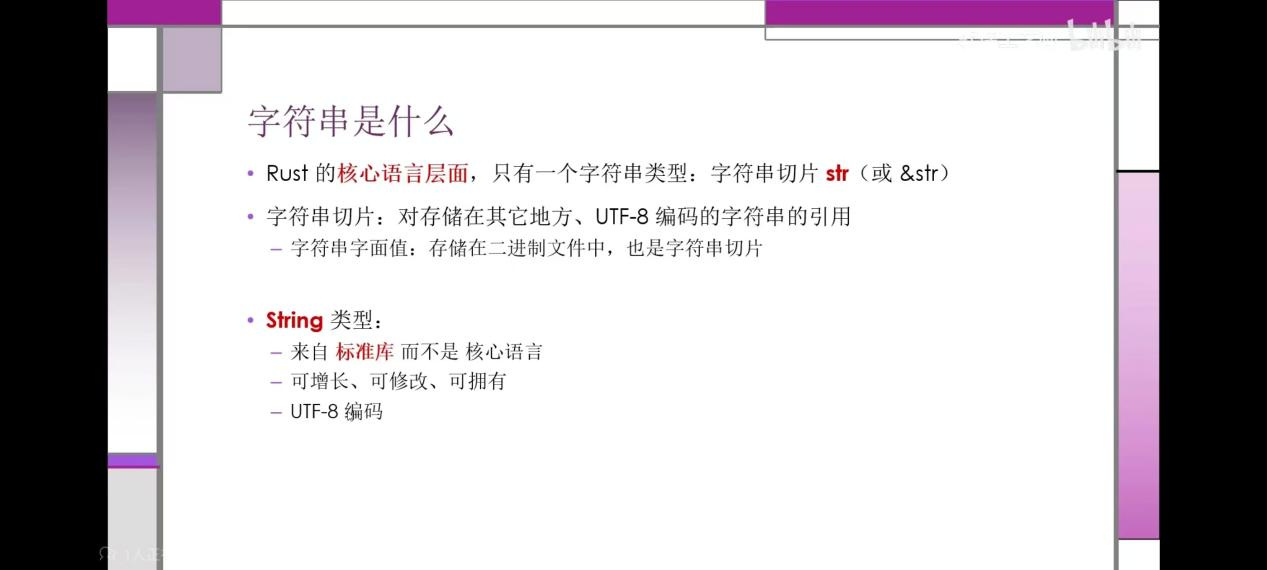 bilibili
字符串是什么
• Rust 的核心语言层面，只有一个字符串类型：字符串切片 str（或 &str）
• 字符串切片：对存储在其它地方、UTF-8 编码的字符串的引用
– 字符串字面值：存储在二进制文件中，也是字符串切片
• String 类型：
– 来自 标准库 而不是 核心语言
– 可增长、可修改、可拥有
– UTF-8 编码
1人正